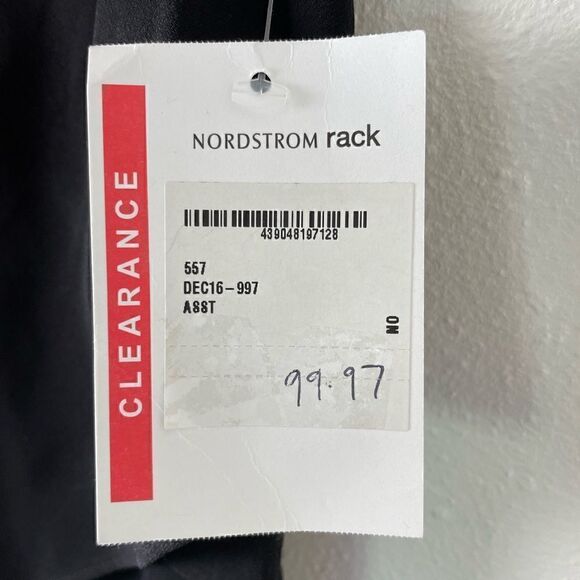 NORDSTROM rack
CLEARANCE
439048197128
557
DEC16-997
ASST
NO
99.97